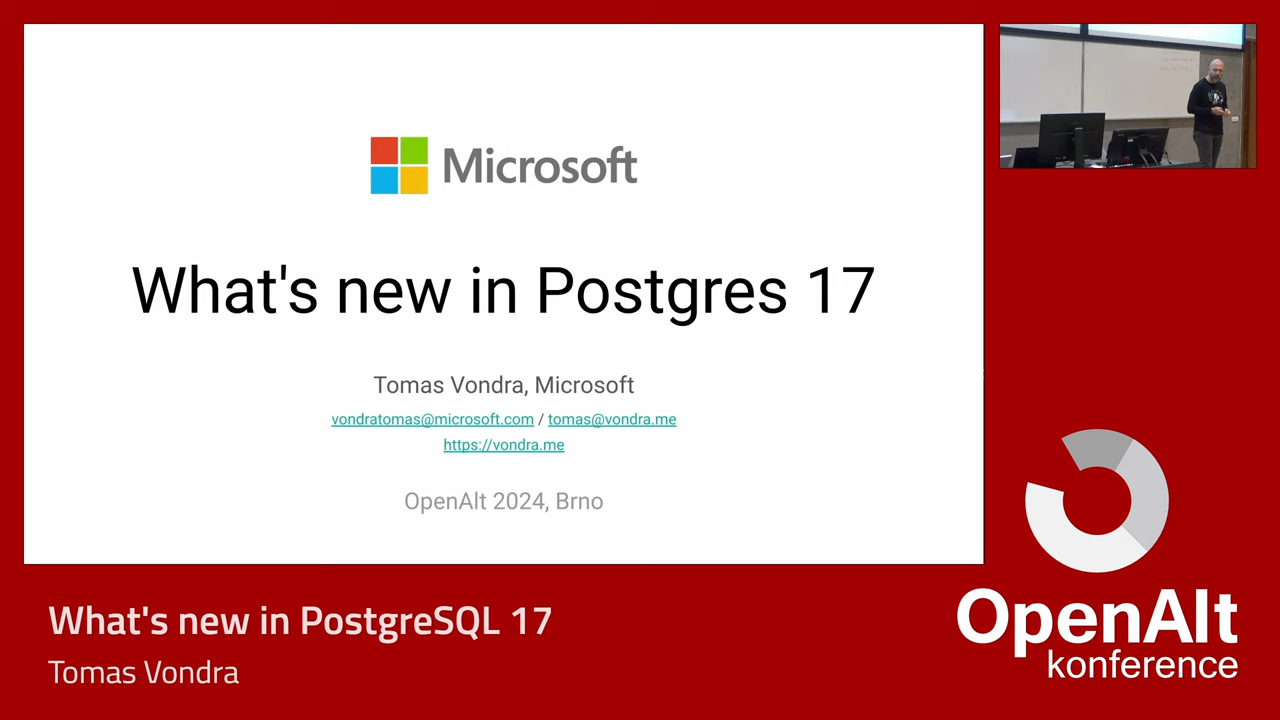 Microsoft
What's new in Postgres 17
Tomas Vondra, Microsoft
vondratomas@microsoft.com / tomas@vondra.me
https://vondra.me
OpenAlt 2024, Brno
What's new in PostgreSQL 17
Tomas Vondra
OpenAlt
konference